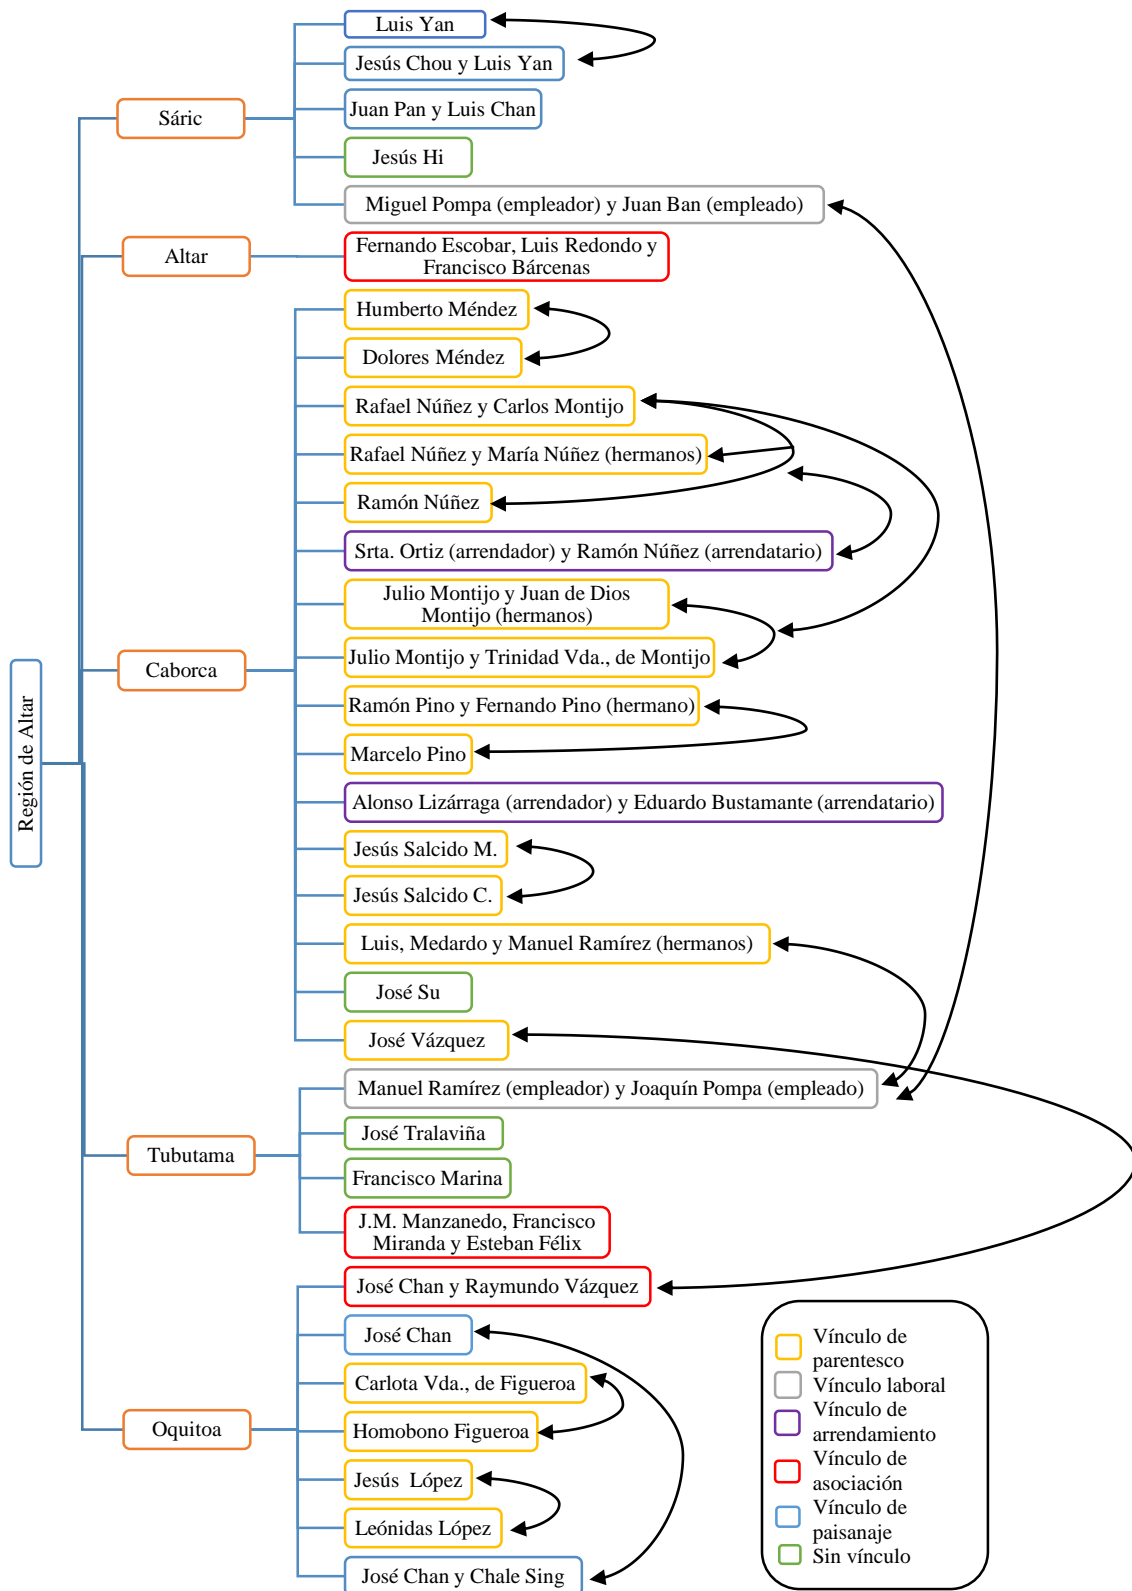 Región de Altar
Sáric
Luis Yan
Jesús Chou y Luis Yan
Juan Pan y Luis Chan
Jesús Hi
Miguel Pompa (empleador) y Juan Ban (empleado)
Altar
Fernando Escobar, Luis Redondo y
Francisco Bárcenas
Caborca
Humberto Méndez
Dolores Méndez
Rafael Núñez y Carlos Montijo
Rafael Núñez y María Núñez (hermanos)
Ramón Núñez
Srta. Ortiz (arrendador) y Ramón Núñez (arrendatario)
Julio Montijo y Juan de Dios
Montijo (hermanos)
Julio Montijo y Trinidad Vda., de Montijo
Ramón Pino y Fernando Pino (hermano)
Marcelo Pino
Alonso Lizárraga (arrendador) y Eduardo Bustamante (arrendatario)
Jesús Salcido M.
Jesús Salcido C.
Luis, Medardo y Manuel Ramírez (hermanos)
José Su
José Vázquez
Tubutama
Manuel Ramírez (empleador) y Joaquín Pompa (empleado)
José Tralaviña
Francisco Marina
J.M. Manzanedo, Francisco
Miranda y Esteban Félix
Oquitoa
José Chan y Raymundo Vázquez
José Chan
Carlota Vda., de Figueroa
Homobono Figueroa
Jesús  López
Leónidas López
José Chan y Chale Sing
Vínculo de
parentesco
Vínculo laboral
Vínculo de
arrendamiento
Vínculo de
asociación
Vínculo de
paisanaje
Sin vínculo